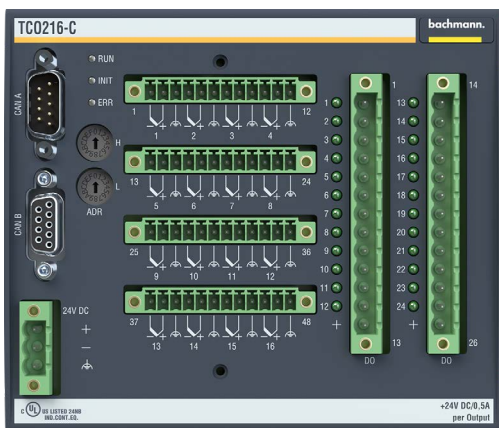 TCO216-C
bachmann.
RUN
INIT
ERR
CAN A
H
L
ADR
CAN B
24V DC
+
−
1 12
1 2 3 4
13 24
5 6 7 8
25 36
9 10 11 12
37 48
13 14 15 16
1
1
2
3
4
5
6
7
8
9
10
11
12
+
13
DO
14
13
14
15
16
17
18
19
20
21
22
23
24
+
26
DO
C UL US LISTED 24NB
IND.CONT.EQ.
+24V DC/0,5A
per Output